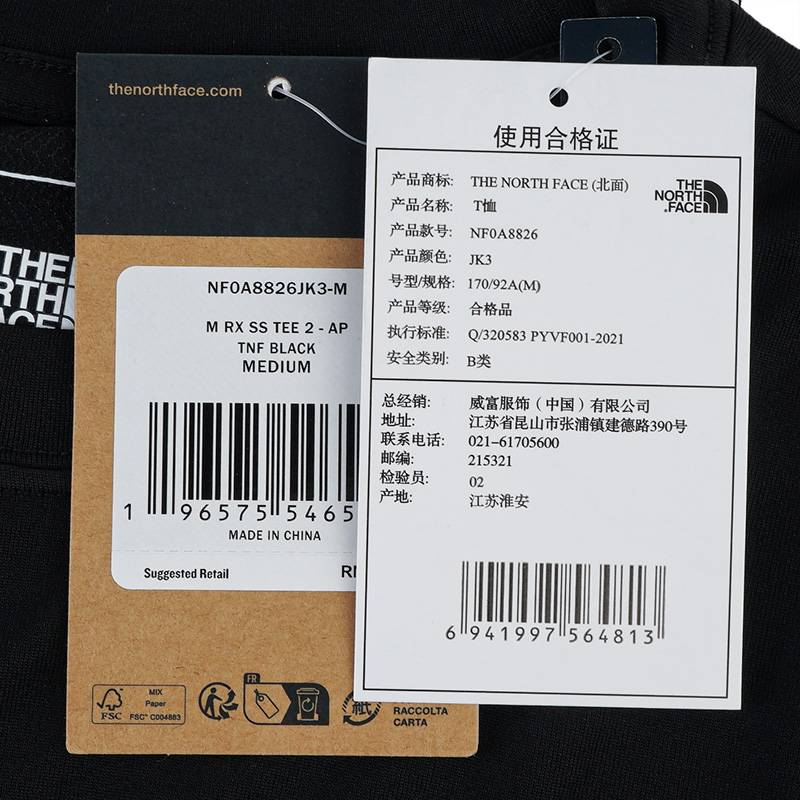 thenorthface.com
NF0A8826JK3-M
M RX SS TEE 2 - AP
TNF BLACK
MEDIUM
1 96575 5465
MADE IN CHINA
Suggested Retail
MIX
Paper
FSC
FSC® C004883
FR
紙
RACCOLTA
CARTA
THE
使用合格证
产品商标: THE NORTH FACE (北面)
产品名称: T恤
产品款号: NF0A8826
产品颜色: JK3
号型/规格: 170/92A(M)
产品等级: 合格品
执行标准: Q/320583 PYVF001-2021
安全类别: B类
THE
NORTH
FACE
总经销: 威富服饰（中国）有限公司
地址: 江苏省昆山市张浦镇建德路390号
联系电话: 021-61705600
邮编: 215321
检验员: 02
产地: 江苏淮安
6 941997 564813